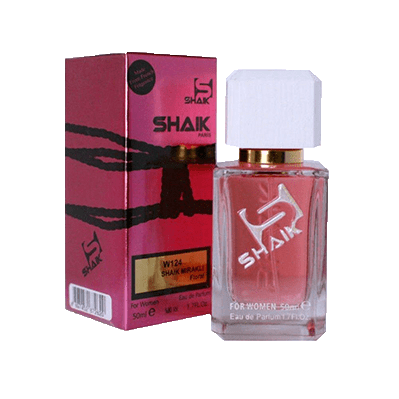 SHAIK
SHAIK
PARIS
W124
SHAIK MIRAKLE
Floral
For Women
Eau de Parfum
50ml e
SHAIK
FOR WOMEN 50ml e
Eau de Parfum